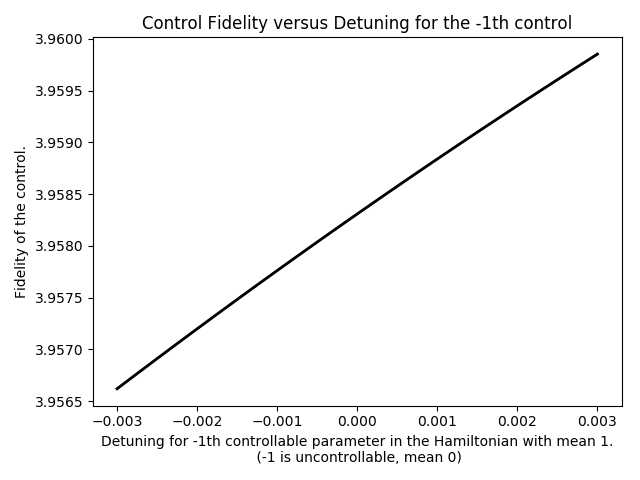 Control Fidelity versus Detuning for the -1th control
3.9600
3.9595
3.9590
3.9585
3.9580
3.9575
3.9570
3.9565
Fidelity of the control.
−0.003 −0.002 −0.001 0.000 0.001 0.002 0.003
Detuning for -1th controllable parameter in the Hamiltonian with mean 1.
(-1 is uncontrollable, mean 0)